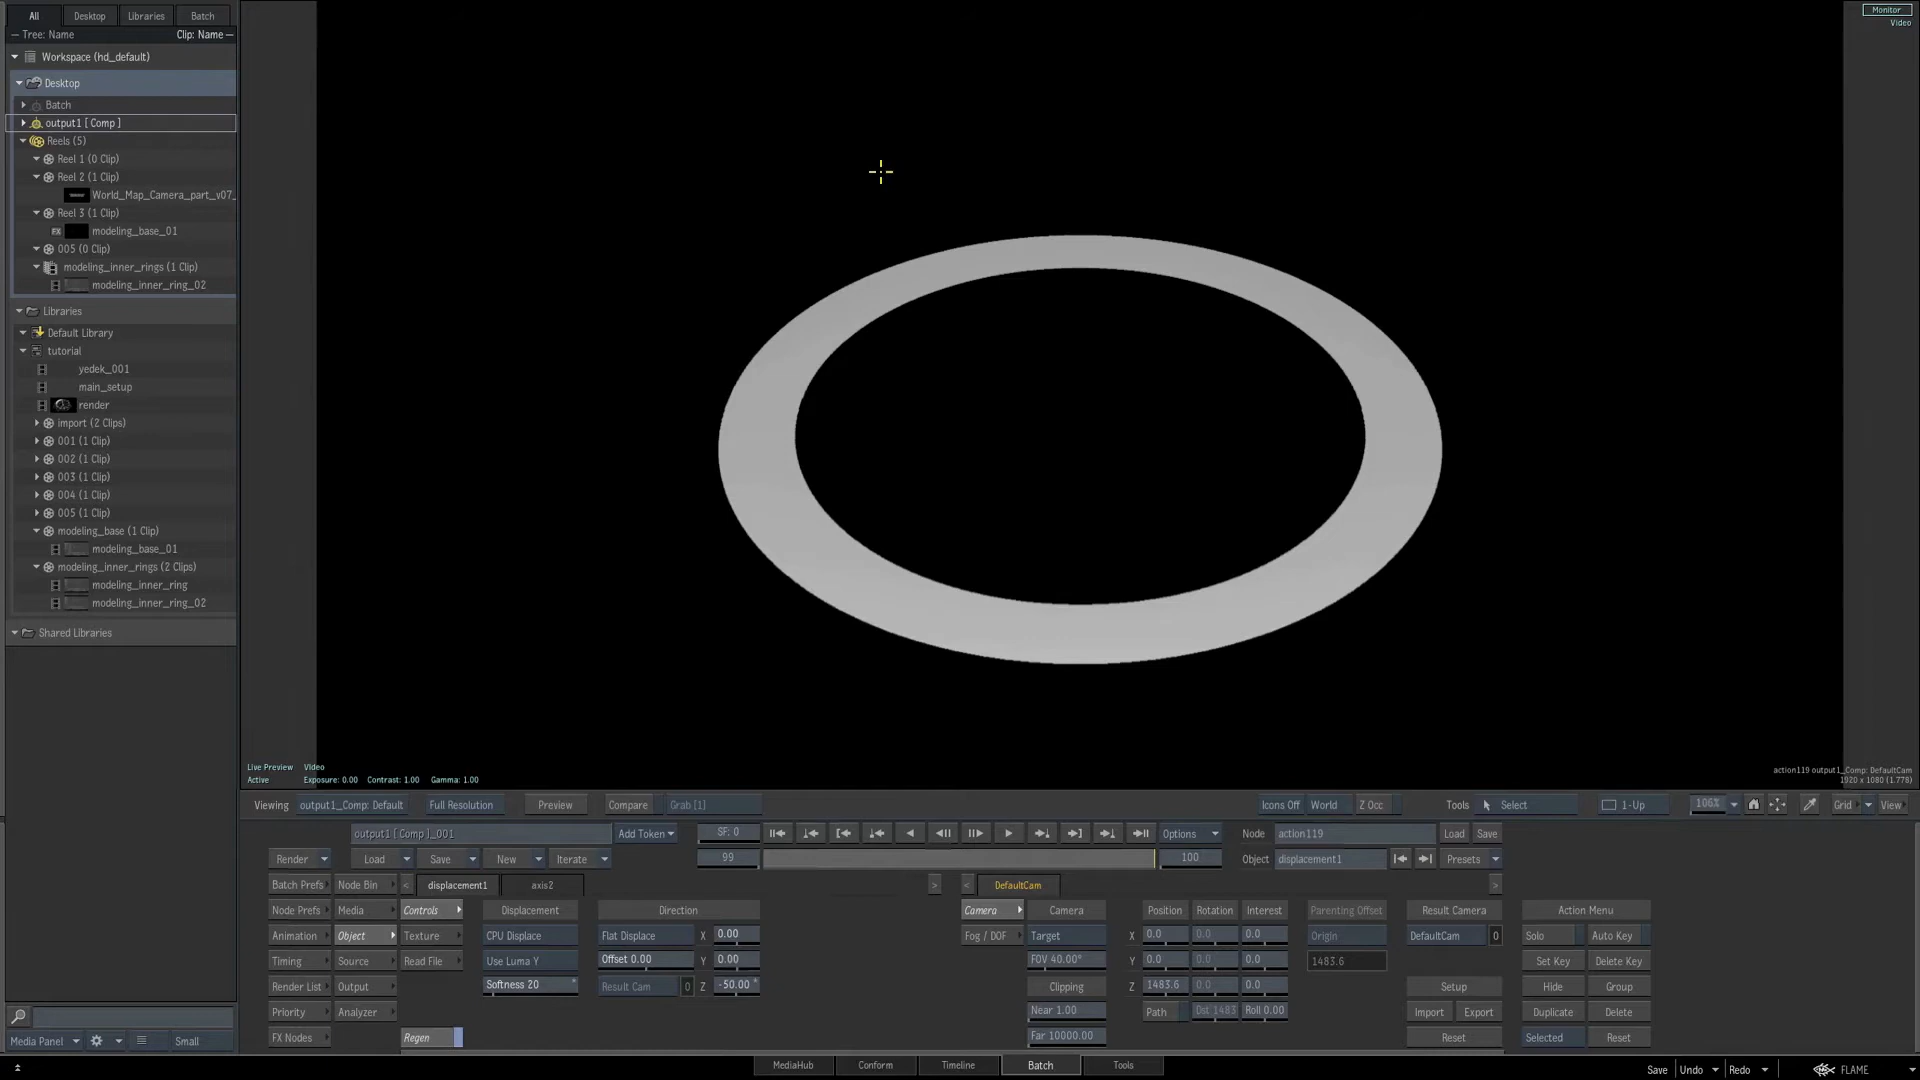 All Desktop Libraries Batch
Tree: Name Clip: Name
Workspace (hd_default)
Desktop
Batch
output1 [ Comp ]
Reels (5)
Reel 1 (0 Clip)
Reel 2 (1 Clip)
World_Map_Camera_part_v07_
Reel 3 (1 Clip)
FX modeling_base_01
005 (0 Clip)
modeling_inner_rings (1 Clip)
modeling_inner_ring_02
Libraries
Default Library
tutorial
yedek_001
main_setup
render
import (2 Clips)
001 (1 Clip)
002 (1 Clip)
003 (1 Clip)
004 (1 Clip)
005 (1 Clip)
modeling_base (1 Clip)
modeling_base_01
modeling_inner_rings (2 Clips)
modeling_inner_ring
modeling_inner_ring_02
Shared Libraries
Media Panel Small
Monitor
Video
Live Preview Video
Active Exposure: 0.00 Contrast: 1.00 Gamma: 1.00
action119 output1_Comp: DefaultCam
1920 x 1080 (1.778)
Viewing output1_Comp: Default Full Resolution Preview Compare Grab [1] Icons Off World Z Occ Tools Select 1-Up 106% Grid View
output1 [ Comp ]_001 Add Token SF: 0 Options Node action119 Load Save
Render Load Save New Iterate 99 100 Object displacement1 Presets
Batch Prefs Node Bin < displacement1 axis2 > < DefaultCam >
Node Prefs Media Controls Displacement Direction Camera Camera Position Rotation Interest Parenting Offset Result Camera Action Menu
Animation Object Texture CPU Displace Flat Displace X 0.00 Fog / DOF Target X 0.0 0.0 0.0 Origin DefaultCam 0 Solo Auto Key
Timing Source Read File Use Luma Y Offset 0.00 Y 0.00 FOV 40.00° Y 0.0 0.0 0.0 1483.6 Set Key Delete Key
Render List Output Softness 20 Result Cam 0 Z -50.00 Clipping Z 1483.6 0.0 0.0 Setup Hide Group
Priority Analyzer Near 1.00 Path Dst 1483 Roll 0.00 Import Export Duplicate Delete
FX Nodes Regen Far 10000.00 Reset Selected Reset
MediaHub Conform Timeline Batch Tools Save Undo Redo FLAME